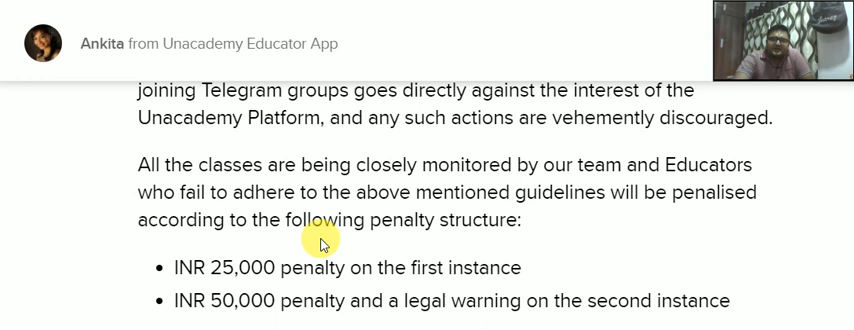 Ankita from Unacademy Educator App
joining Telegram groups goes directly against the interest of the
Unacademy Platform, and any such actions are vehemently discouraged.
All the classes are being closely monitored by our team and Educators
who fail to adhere to the above mentioned guidelines will be penalised
according to the following penalty structure:
• INR 25,000 penalty on the first instance
• INR 50,000 penalty and a legal warning on the second instance